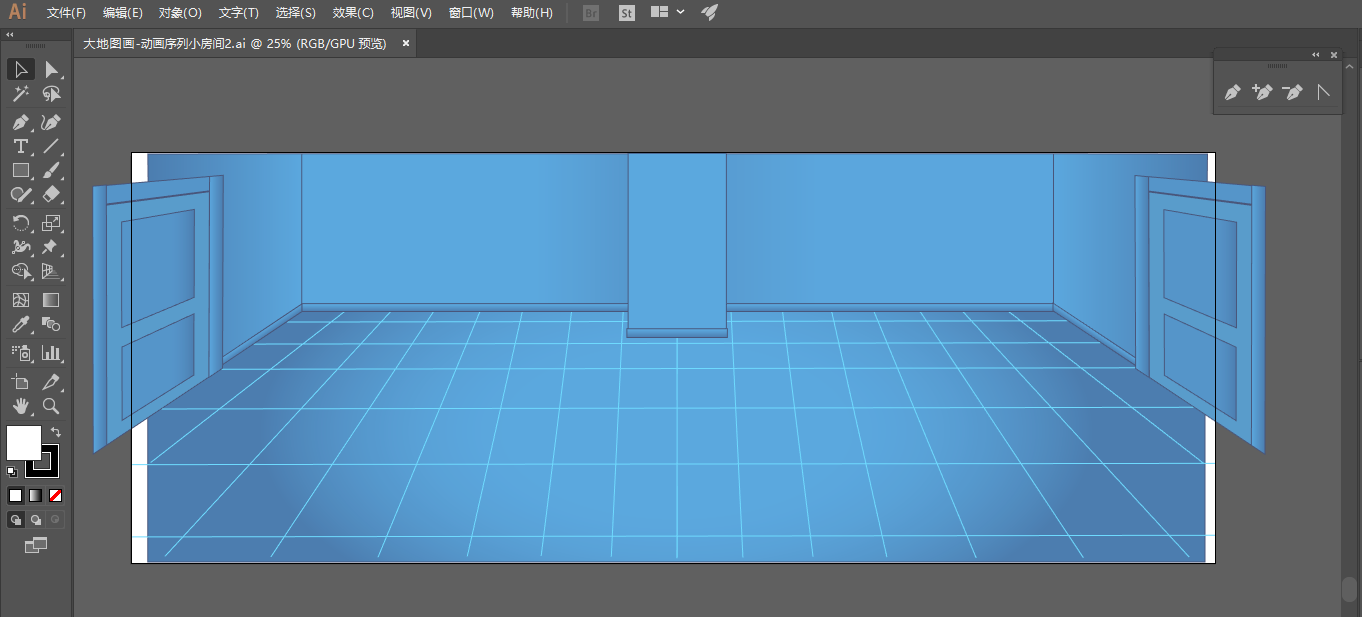 Ai 文件(F) 编辑(E) 对象(O) 文字(T) 选择(S) 效果(C) 视图(V) 窗口(W) 帮助(H) Br St
大地图画-动画序列小房间2.ai @ 25% (RGB/GPU 预览) ×